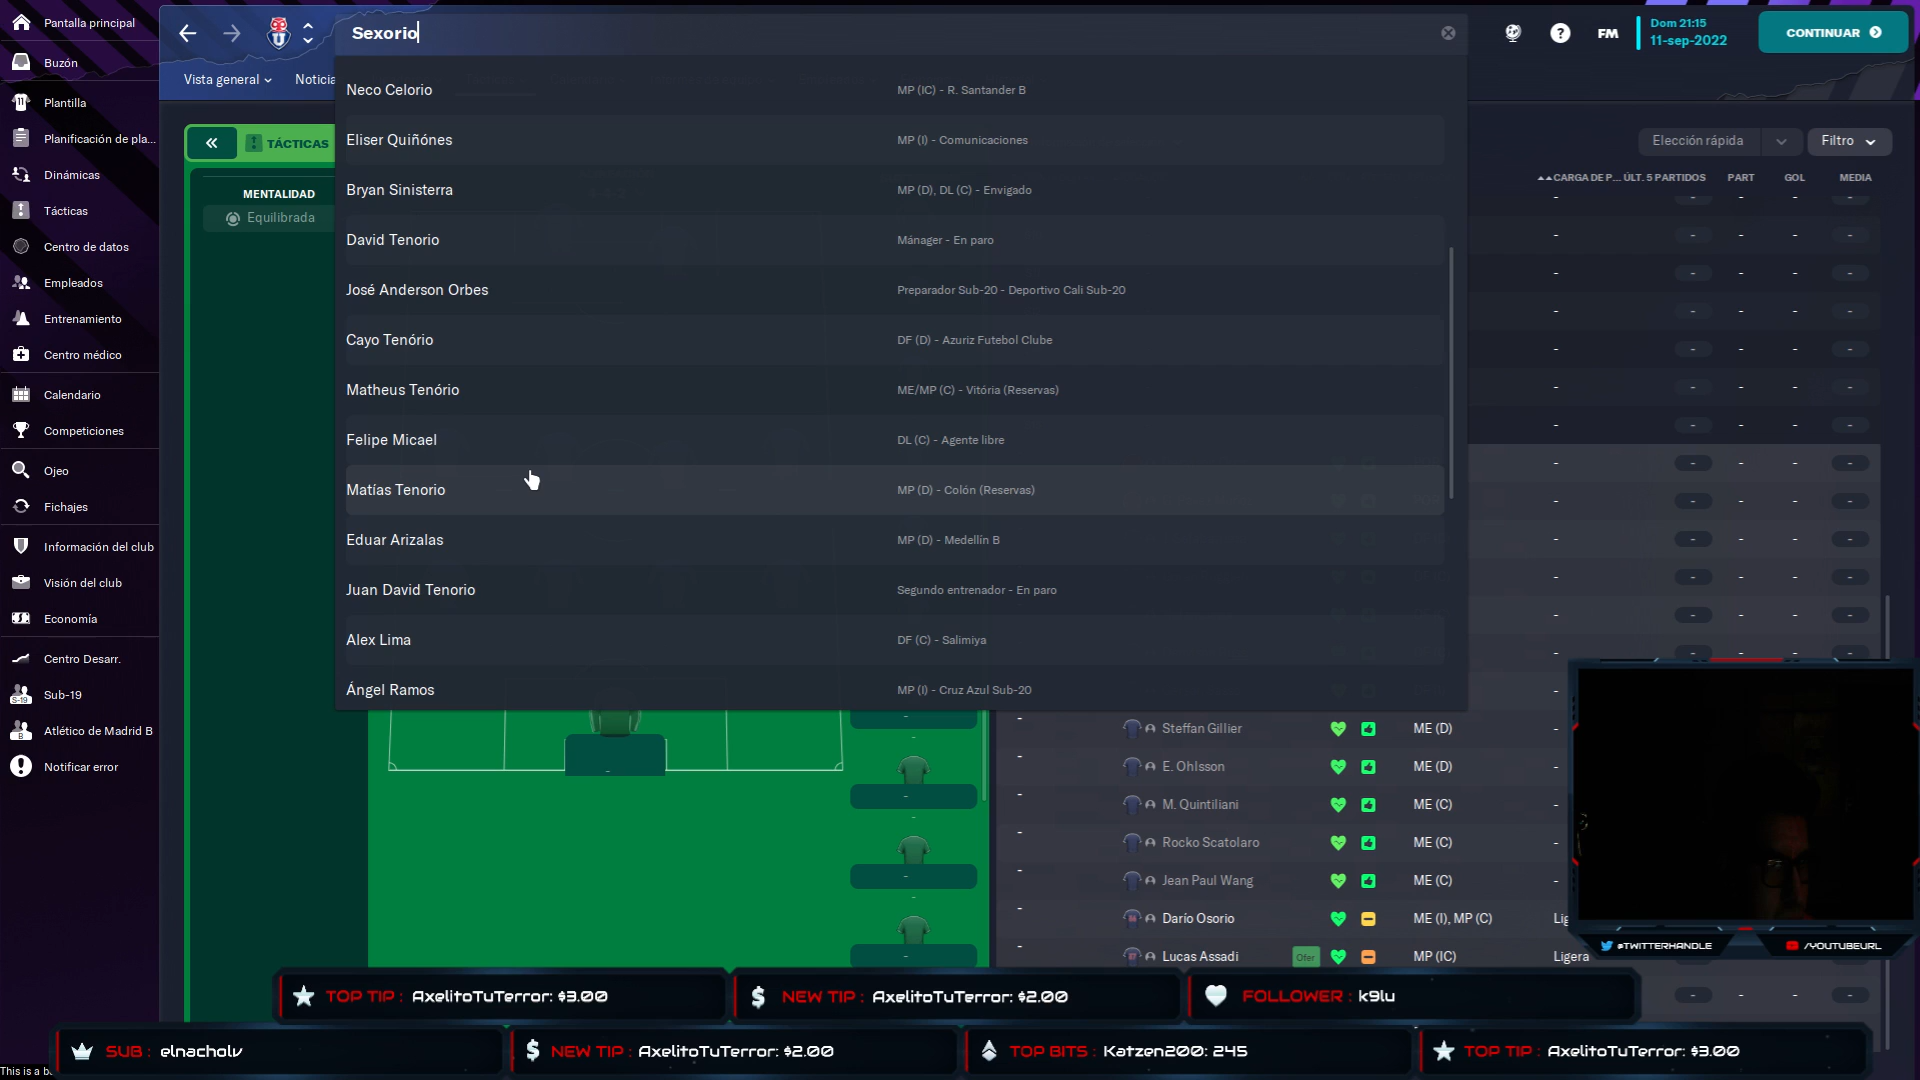 Pantalla principal
Buzón
Plantilla
Planificación de pla...
Dinámicas
Tácticas
Centro de datos
Empleados
Entrenamiento
Centro médico
Calendario
Competiciones
Ojeo
Fichajes
Información del club
Visión del club
Economía
Centro Desarr.
Sub-19
Atlético de Madrid B
Notificar error
Sexorio
FM
Dom 21:15
11-sep-2022
CONTINUAR
Vista general
Noticia
TÁCTICAS
MENTALIDAD
Equilibrada
Neco Celorio MP (IC) - R. Santander B
Eliser Quiñónes MP (I) - Comunicaciones
Bryan Sinisterra MP (D), DL (C) - Envigado
David Tenorio Mánager - En paro
José Anderson Orbes Preparador Sub-20 - Deportivo Cali Sub-20
Cayo Tenório DF (D) - Azuriz Futebol Clube
Matheus Tenório ME/MP (C) - Vitória (Reservas)
Felipe Micael DL (C) - Agente libre
Matías Tenorio MP (D) - Colón (Reservas)
Eduar Arizalas MP (D) - Medellín B
Juan David Tenorio Segundo entrenador - En paro
Alex Lima DF (C) - Salimiya
Ángel Ramos MP (I) - Cruz Azul Sub-20
Elección rápida
Filtro
CARGA DE P... ÚLT. 5 PARTIDOS PART GOL MEDIA
Steffan Gillier ME (D)
E. Ohlsson ME (D)
M. Quintiliani ME (C)
Rocko Scatolaro ME (C)
Jean Paul Wang ME (C)
Darío Osorio ME (I), MP (C) Lig
Lucas Assadi Ofer MP (IC) Ligera
@TWITTERHANDLE /YOUTUBEURL
TOP TIP : AxelitoTuTerror: $3.00
NEW TIP : AxelitoTuTerror: $2.00
FOLLOWER : k9lu
SUB : elnacholv
NEW TIP : AxelitoTuTerror: $2.00
TOP BITS : Katzen200: 245
TOP TIP : AxelitoTuTerror: $3.00
This is a b